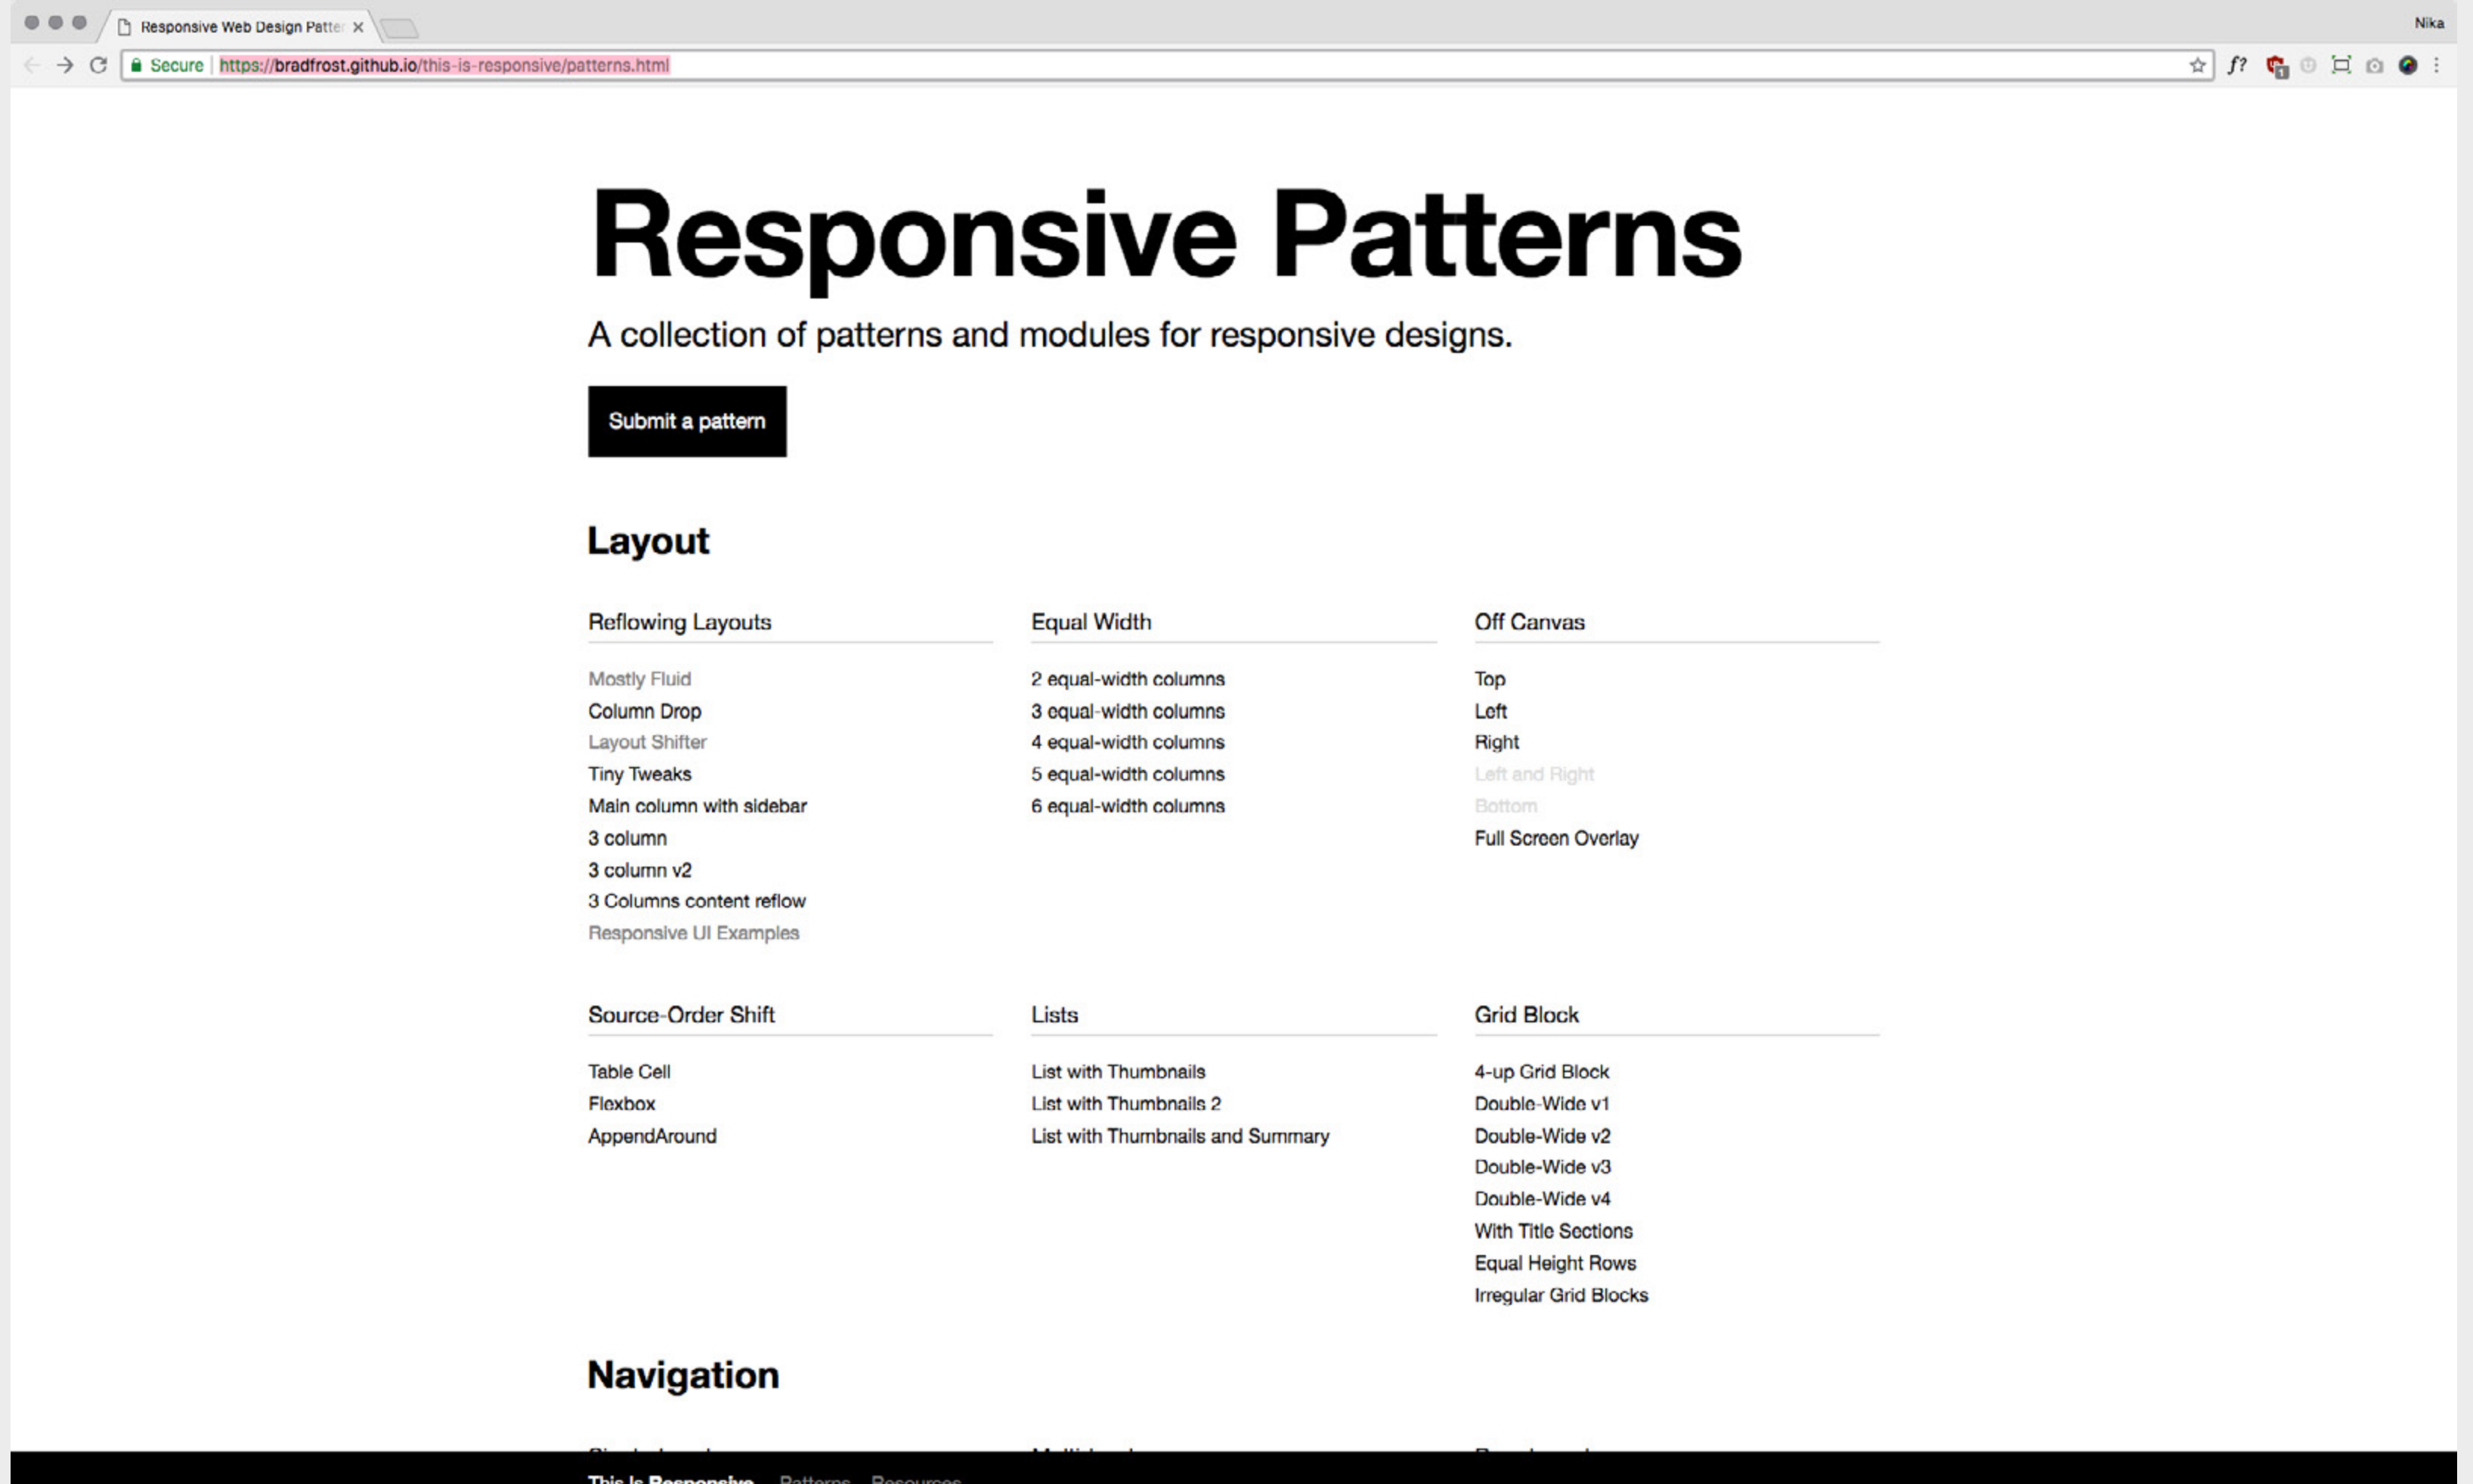 Responsive Web Design Patter
Nika
Secure https://bradfrost.github.io/this-is-responsive/patterns.html
f?
1
Responsive Patterns
A collection of patterns and modules for responsive designs.
Submit a pattern
Layout
Reflowing Layouts
Mostly Fluid
Column Drop
Layout Shifter
Tiny Tweaks
Main column with sidebar
3 column
3 column v2
3 Columns content reflow
Responsive UI Examples
Equal Width
2 equal-width columns
3 equal-width columns
4 equal-width columns
5 equal-width columns
6 equal-width columns
Off Canvas
Top
Left
Right
Left and Right
Bottom
Full Screen Overlay
Source-Order Shift
Table Cell
Flexbox
AppendAround
Lists
List with Thumbnails
List with Thumbnails 2
List with Thumbnails and Summary
Grid Block
4-up Grid Block
Double-Wide v1
Double-Wide v2
Double-Wide v3
Double-Wide v4
With Title Sections
Equal Height Rows
Irregular Grid Blocks
Navigation
This Is Responsive Patterns Resources